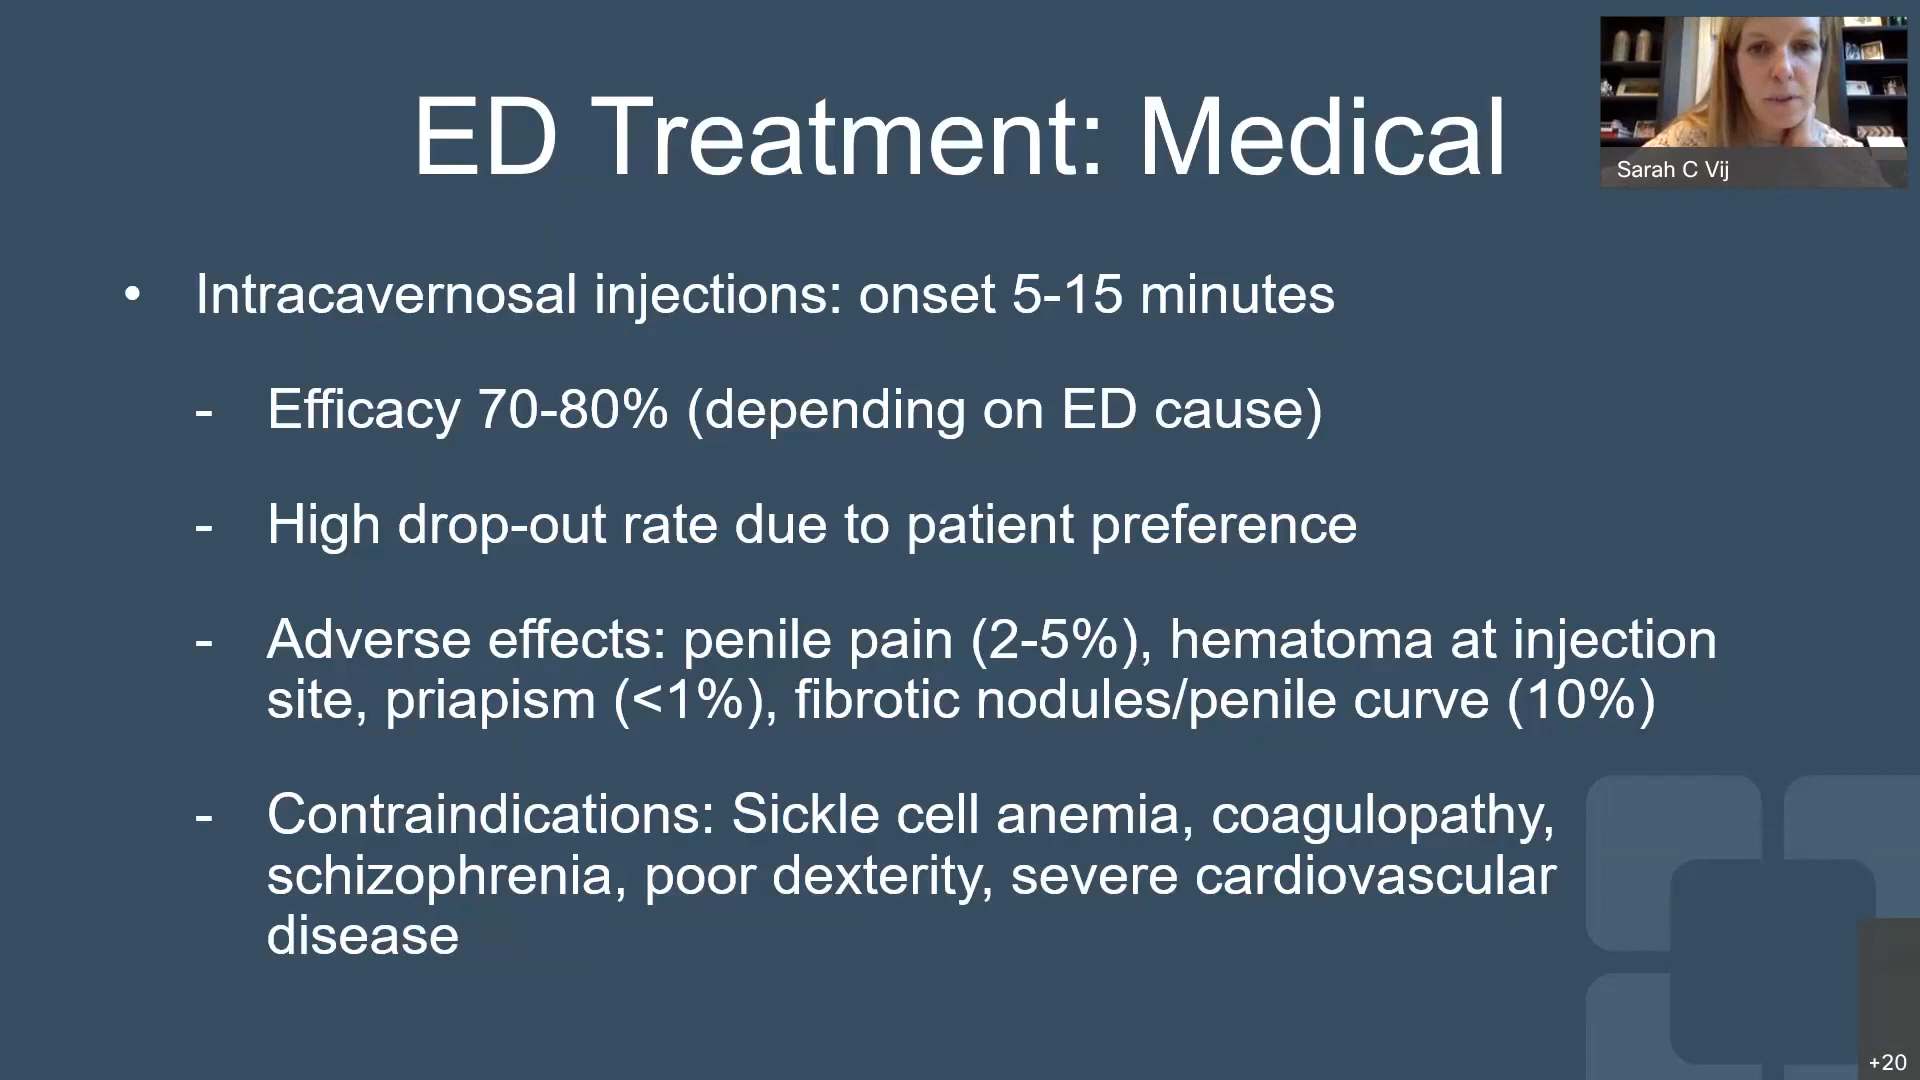 ED Treatment: Medical
Sarah C Vij
• Intracavernosal injections: onset 5-15 minutes
- Efficacy 70-80% (depending on ED cause)
- High drop-out rate due to patient preference
- Adverse effects: penile pain (2-5%), hematoma at injection
site, priapism (<1%), fibrotic nodules/penile curve (10%)
- Contraindications: Sickle cell anemia, coagulopathy,
schizophrenia, poor dexterity, severe cardiovascular
disease
+20